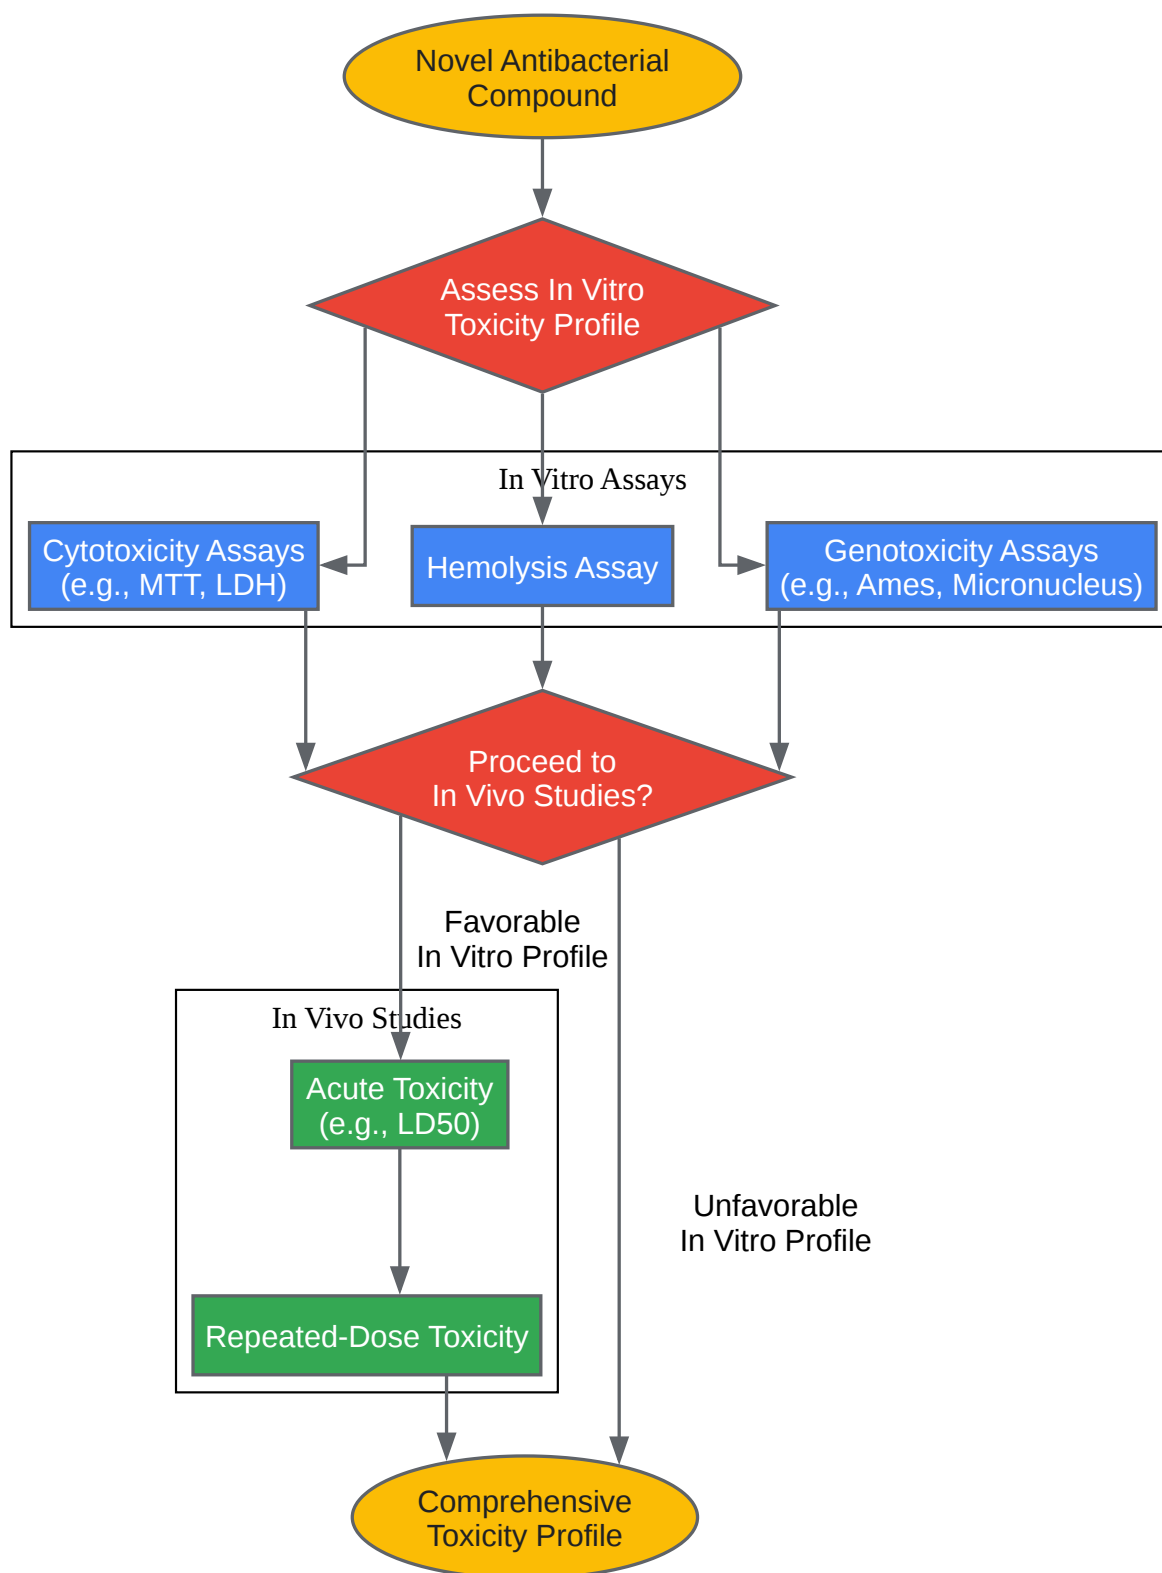 Novel Antibacterial
Compound
Assess In Vitro
Toxicity Profile
In Vitro Assays
Cytotoxicity Assays
(e.g., MTT, LDH)
Hemolysis Assay
Genotoxicity Assays
(e.g., Ames, Micronucleus)
Proceed to
In Vivo Studies?
Favorable
In Vitro Profile
In Vivo Studies
Acute Toxicity
(e.g., LD50)
Unfavorable
In Vitro Profile
Repeated-Dose Toxicity
Comprehensive
Toxicity Profile